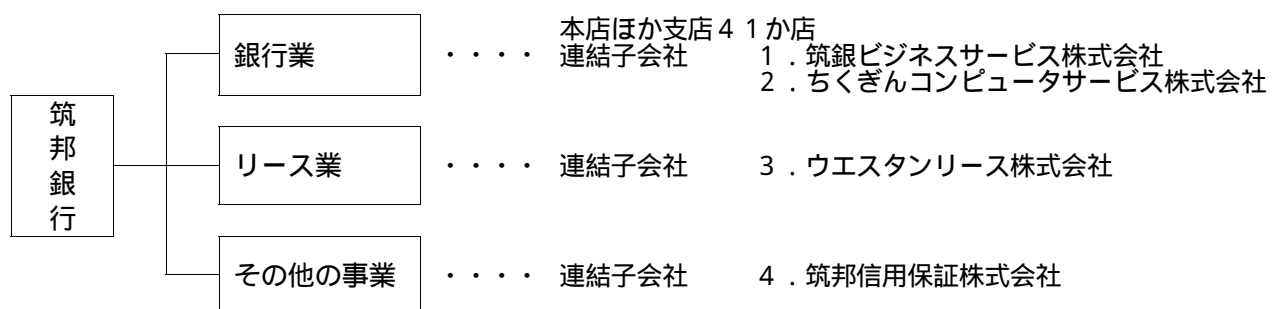 筑邦銀行
銀行業
・・・・
本店ほか支店４１か店
連結子会社
１．筑銀ビジネスサービス株式会社
２．ちくぎんコンピュータサービス株式会社
リース業
・・・・
連結子会社
３．ウエスタンリース株式会社
その他の事業
・・・・
連結子会社
４．筑邦信用保証株式会社